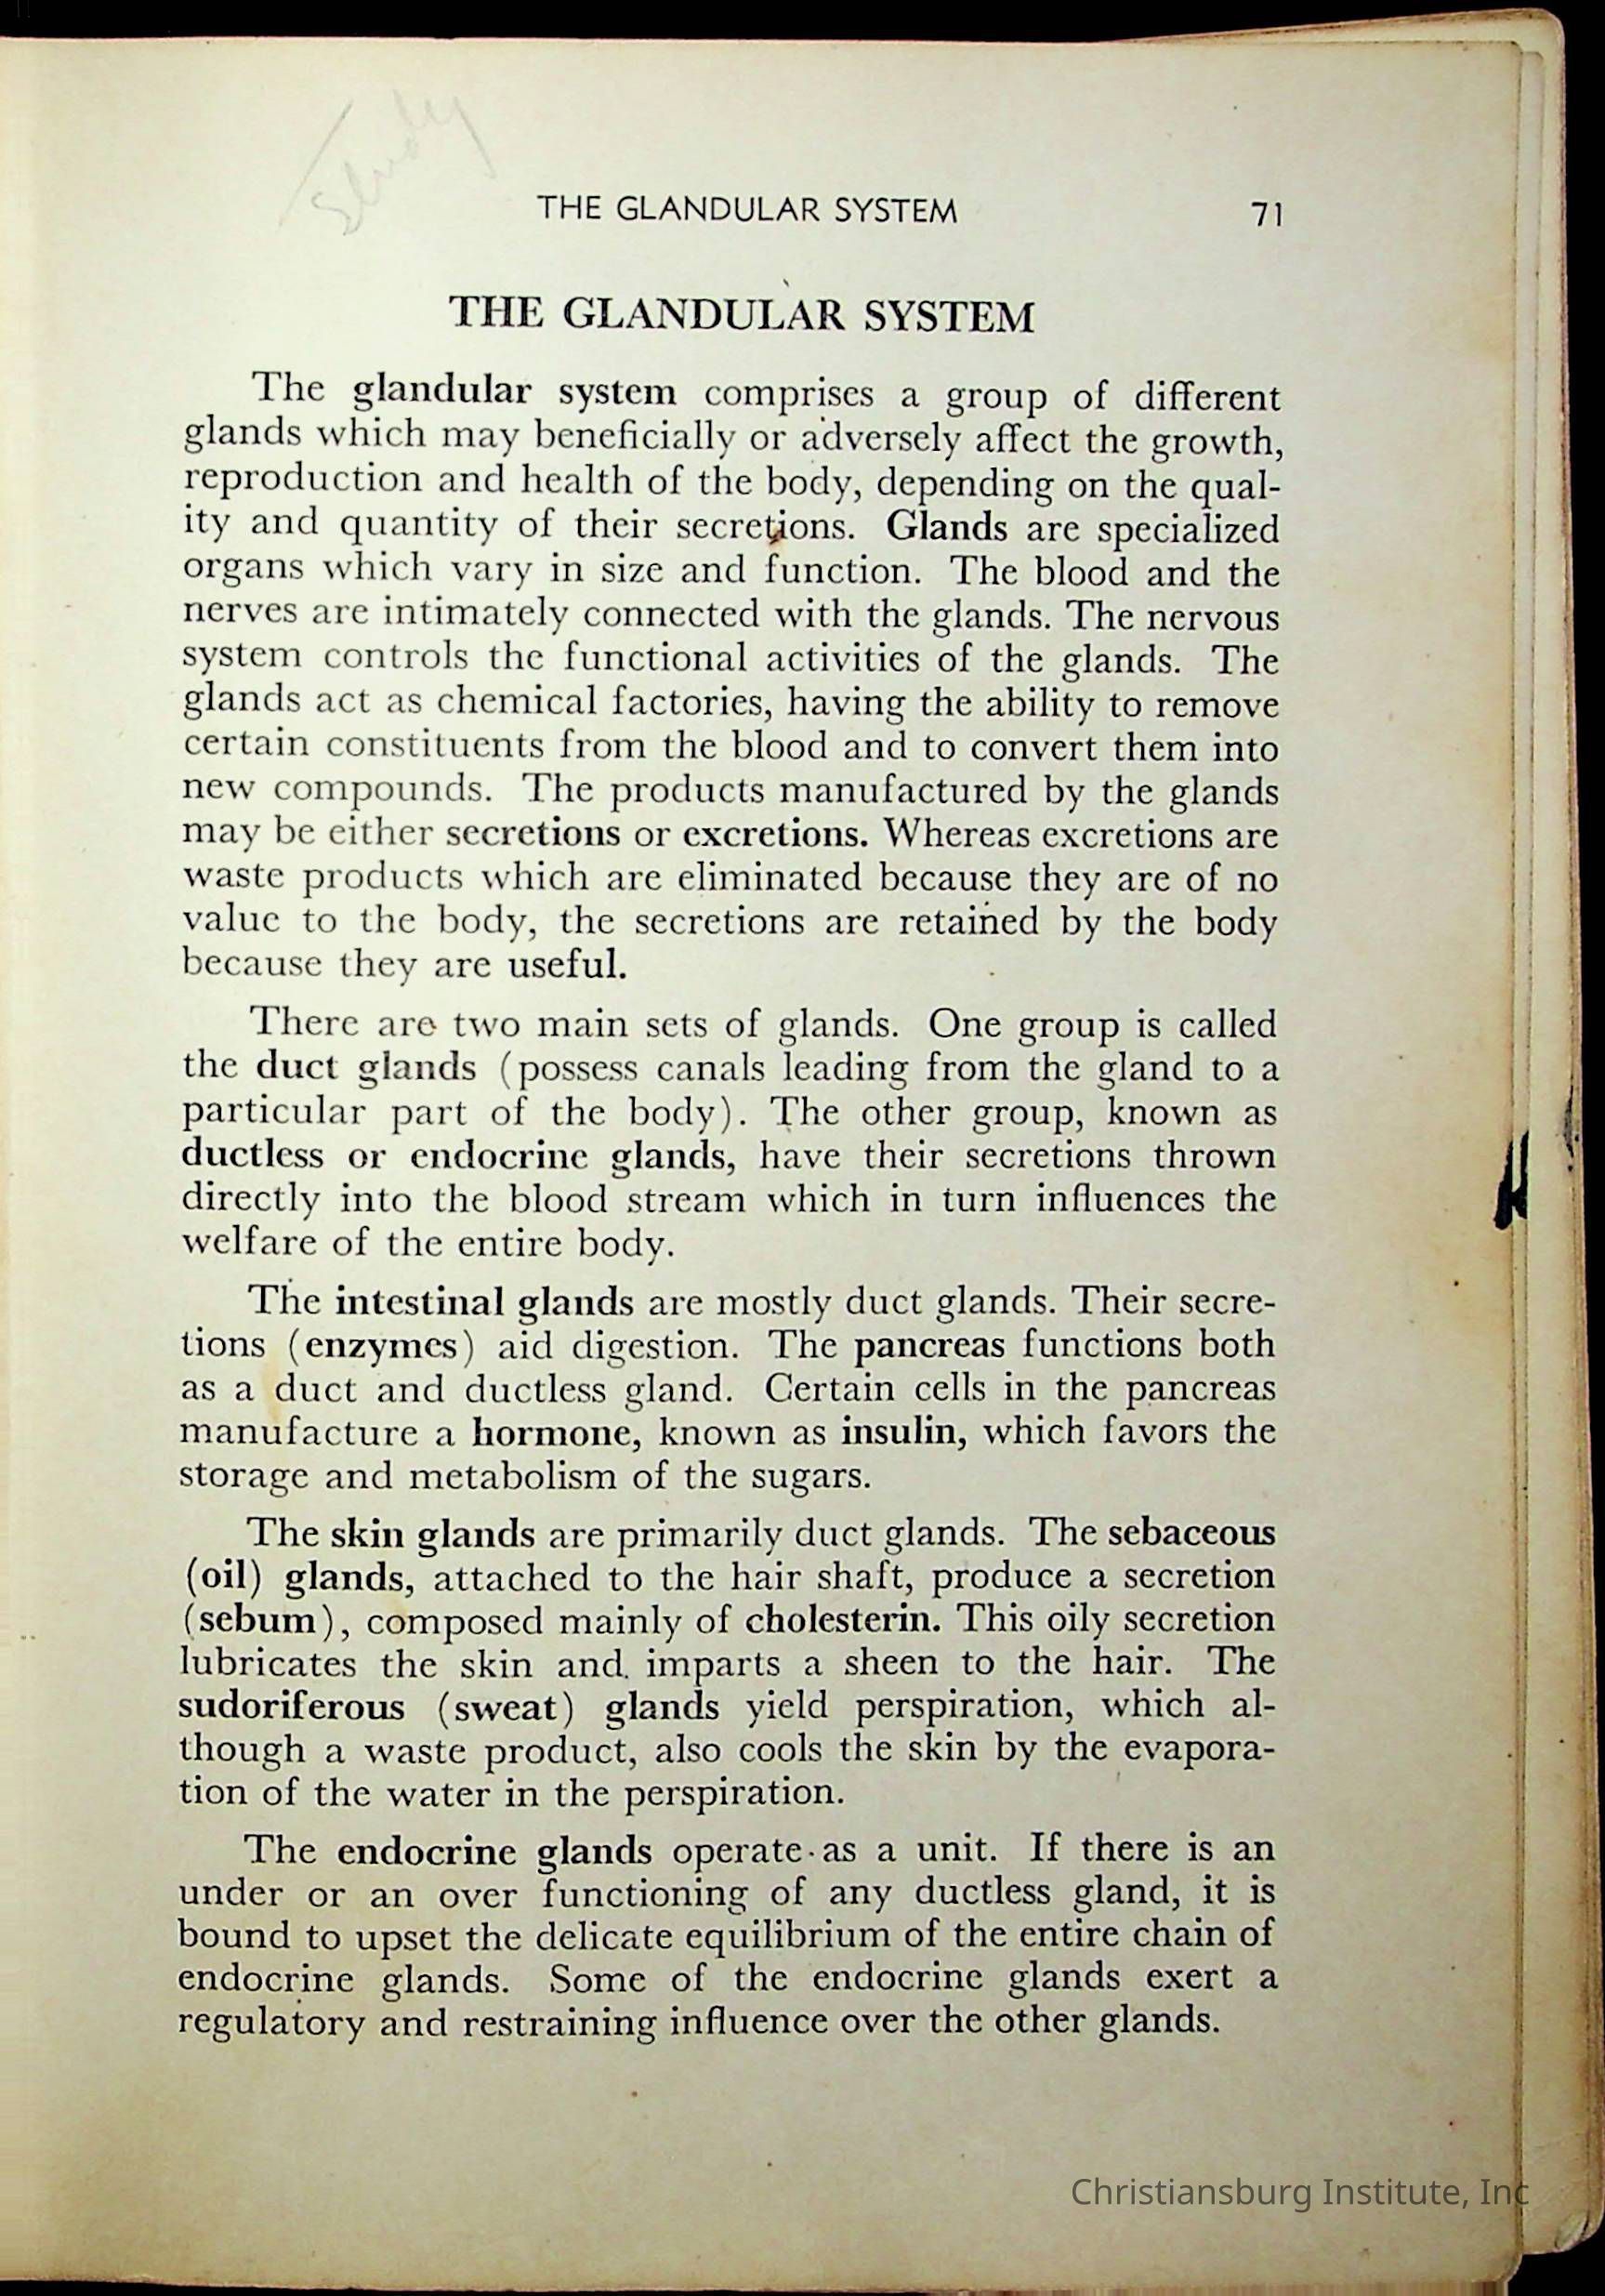 Study
THE GLANDULAR SYSTEM 71
THE GLANDULAR SYSTEM
The glandular system comprises a group of different
glands which may beneficially or adversely affect the growth,
reproduction and health of the body, depending on the qual-
ity and quantity of their secretions. Glands are specialized
organs which vary in size and function. The blood and the
nerves are intimately connected with the glands. The nervous
system controls the functional activities of the glands. The
glands act as chemical factories, having the ability to remove
certain constituents from the blood and to convert them into
new compounds. The products manufactured by the glands
may be either secretions or excretions. Whereas excretions are
waste products which are eliminated because they are of no
value to the body, the secretions are retained by the body
because they are useful.
There are two main sets of glands. One group is called
the duct glands (possess canals leading from the gland to a
particular part of the body). The other group, known as
ductless or endocrine glands, have their secretions thrown
directly into the blood stream which in turn influences the
welfare of the entire body.
The intestinal glands are mostly duct glands. Their secre-
tions (enzymes) aid digestion. The pancreas functions both
as a duct and ductless gland. Certain cells in the pancreas
manufacture a hormone, known as insulin, which favors the
storage and metabolism of the sugars.
The skin glands are primarily duct glands. The sebaceous
(oil) glands, attached to the hair shaft, produce a secretion
(sebum), composed mainly of cholesterin. This oily secretion
lubricates the skin and imparts a sheen to the hair. The
sudoriferous (sweat) glands yield perspiration, which al-
though a waste product, also cools the skin by the evapora-
tion of the water in the perspiration.
The endocrine glands operate as a unit. If there is an
under or an over functioning of any ductless gland, it is
bound to upset the delicate equilibrium of the entire chain of
endocrine glands. Some of the endocrine glands exert a
regulatory and restraining influence over the other glands.
Christiansburg Institute, Inc